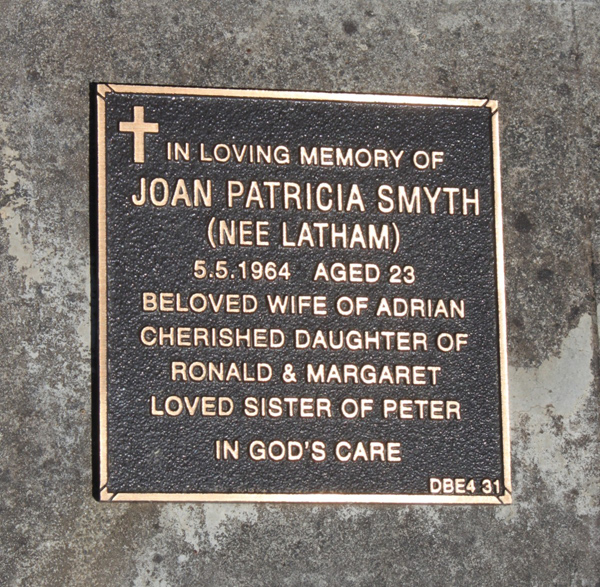 IN LOVING MEMORY OF
JOAN PATRICIA SMYTH
(NEE LATHAM)
5.5.1964 AGED 23
BELOVED WIFE OF ADRIAN
CHERISHED DAUGHTER OF
RONALD & MARGARET
LOVED SISTER OF PETER
IN GOD'S CARE
DBE4 31